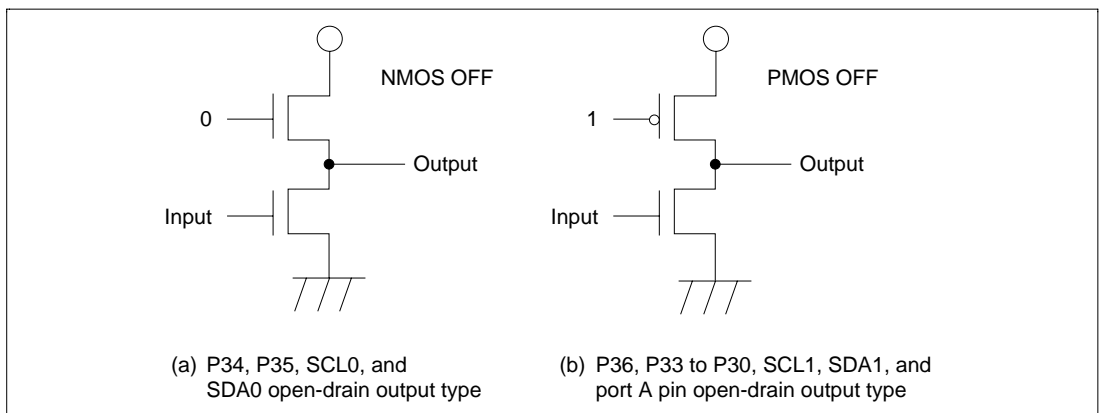 NMOS OFF
0
Output
Input
(a) P34, P35, SCL0, and
SDA0 open-drain output type
PMOS OFF
1
Output
Input
(b) P36, P33 to P30, SCL1, SDA1, and
port A pin open-drain output type